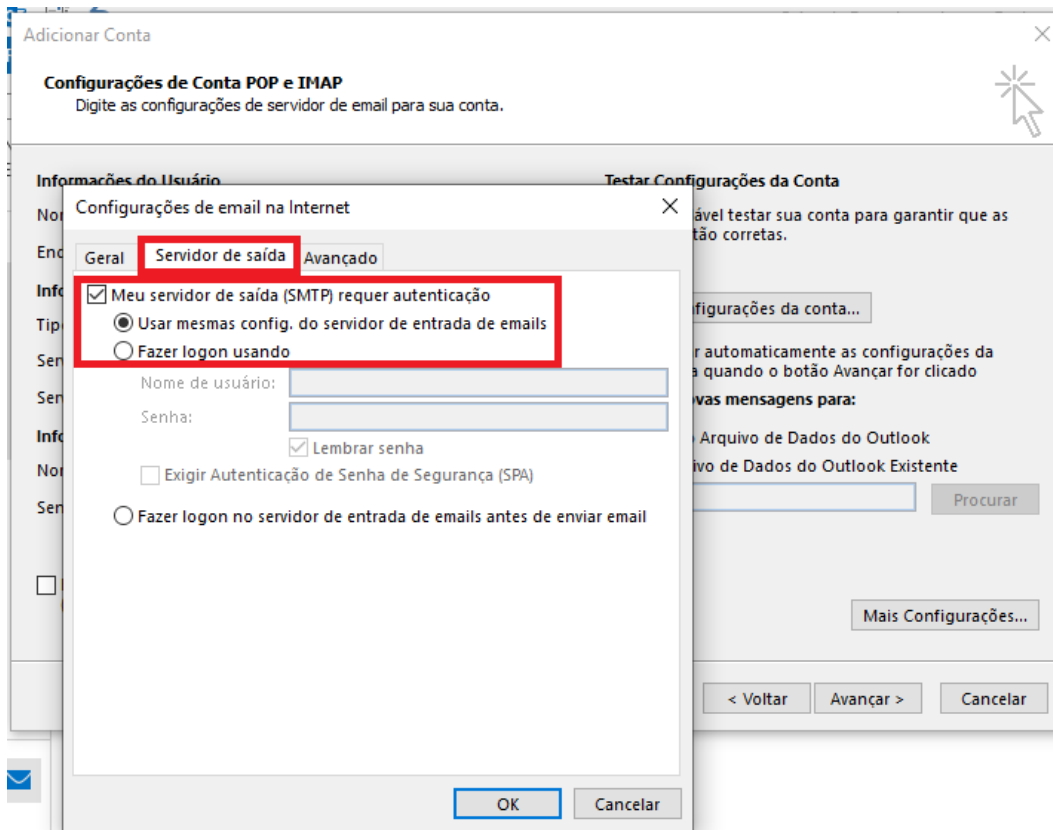 Adicionar Conta
Configurações de Conta POP e IMAP
Digite as configurações de servidor de email para sua conta.
Informações do Usuário
Testar Configurações da Conta
Configurações de email na Internet
ável testar sua conta para garantir que as
tão corretas.
Geral
Servidor de saída
Avançado
Meu servidor de saída (SMTP) requer autenticação
Usar mesmas config. do servidor de entrada de emails
Fazer logon usando
figurações da conta...
r automaticamente as configurações da
a quando o botão Avançar for clicado
Nome de usuário:
Senha:
vas mensagens para:
Lembrar senha
Arquivo de Dados do Outlook
Exigir Autenticação de Senha de Segurança (SPA)
ivo de Dados do Outlook Existente
Procurar
Fazer logon no servidor de entrada de emails antes de enviar email
Mais Configurações...
< Voltar
Avançar >
Cancelar
OK
Cancelar